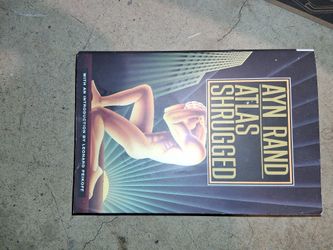 AYN RAND
ATLAS
SHRUGGED
WITH AN INTRODUCTION BY LEONARD PEIKOFF